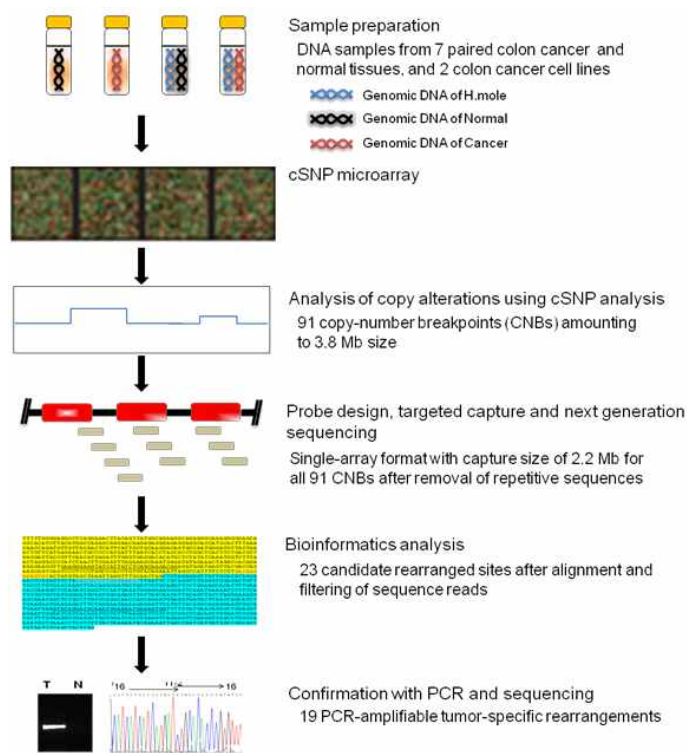 Sample preparation
DNA samples from 7 paired colon cancer and
normal tissues, and 2 colon cancer cell lines
Genomic DNA of H.mole
Genomic DNA of Normal
Genomic DNA of Cancer
cSNP microarray
Analysis of copy alterations using cSNP analysis
91 copy-number breakpoints (CNBs) amounting
to 3.8 Mb size
Probe design, targeted capture and next generation
sequencing
Single-array format with capture size of 2.2 Mb for
all 91 CNBs after removal of repetitive sequences
Bioinformatics analysis
23 candidate rearranged sites after alignment and
filtering of sequence reads
T N
16
16
Confirmation with PCR and sequencing
19 PCR-amplifiable tumor-specific rearrangements